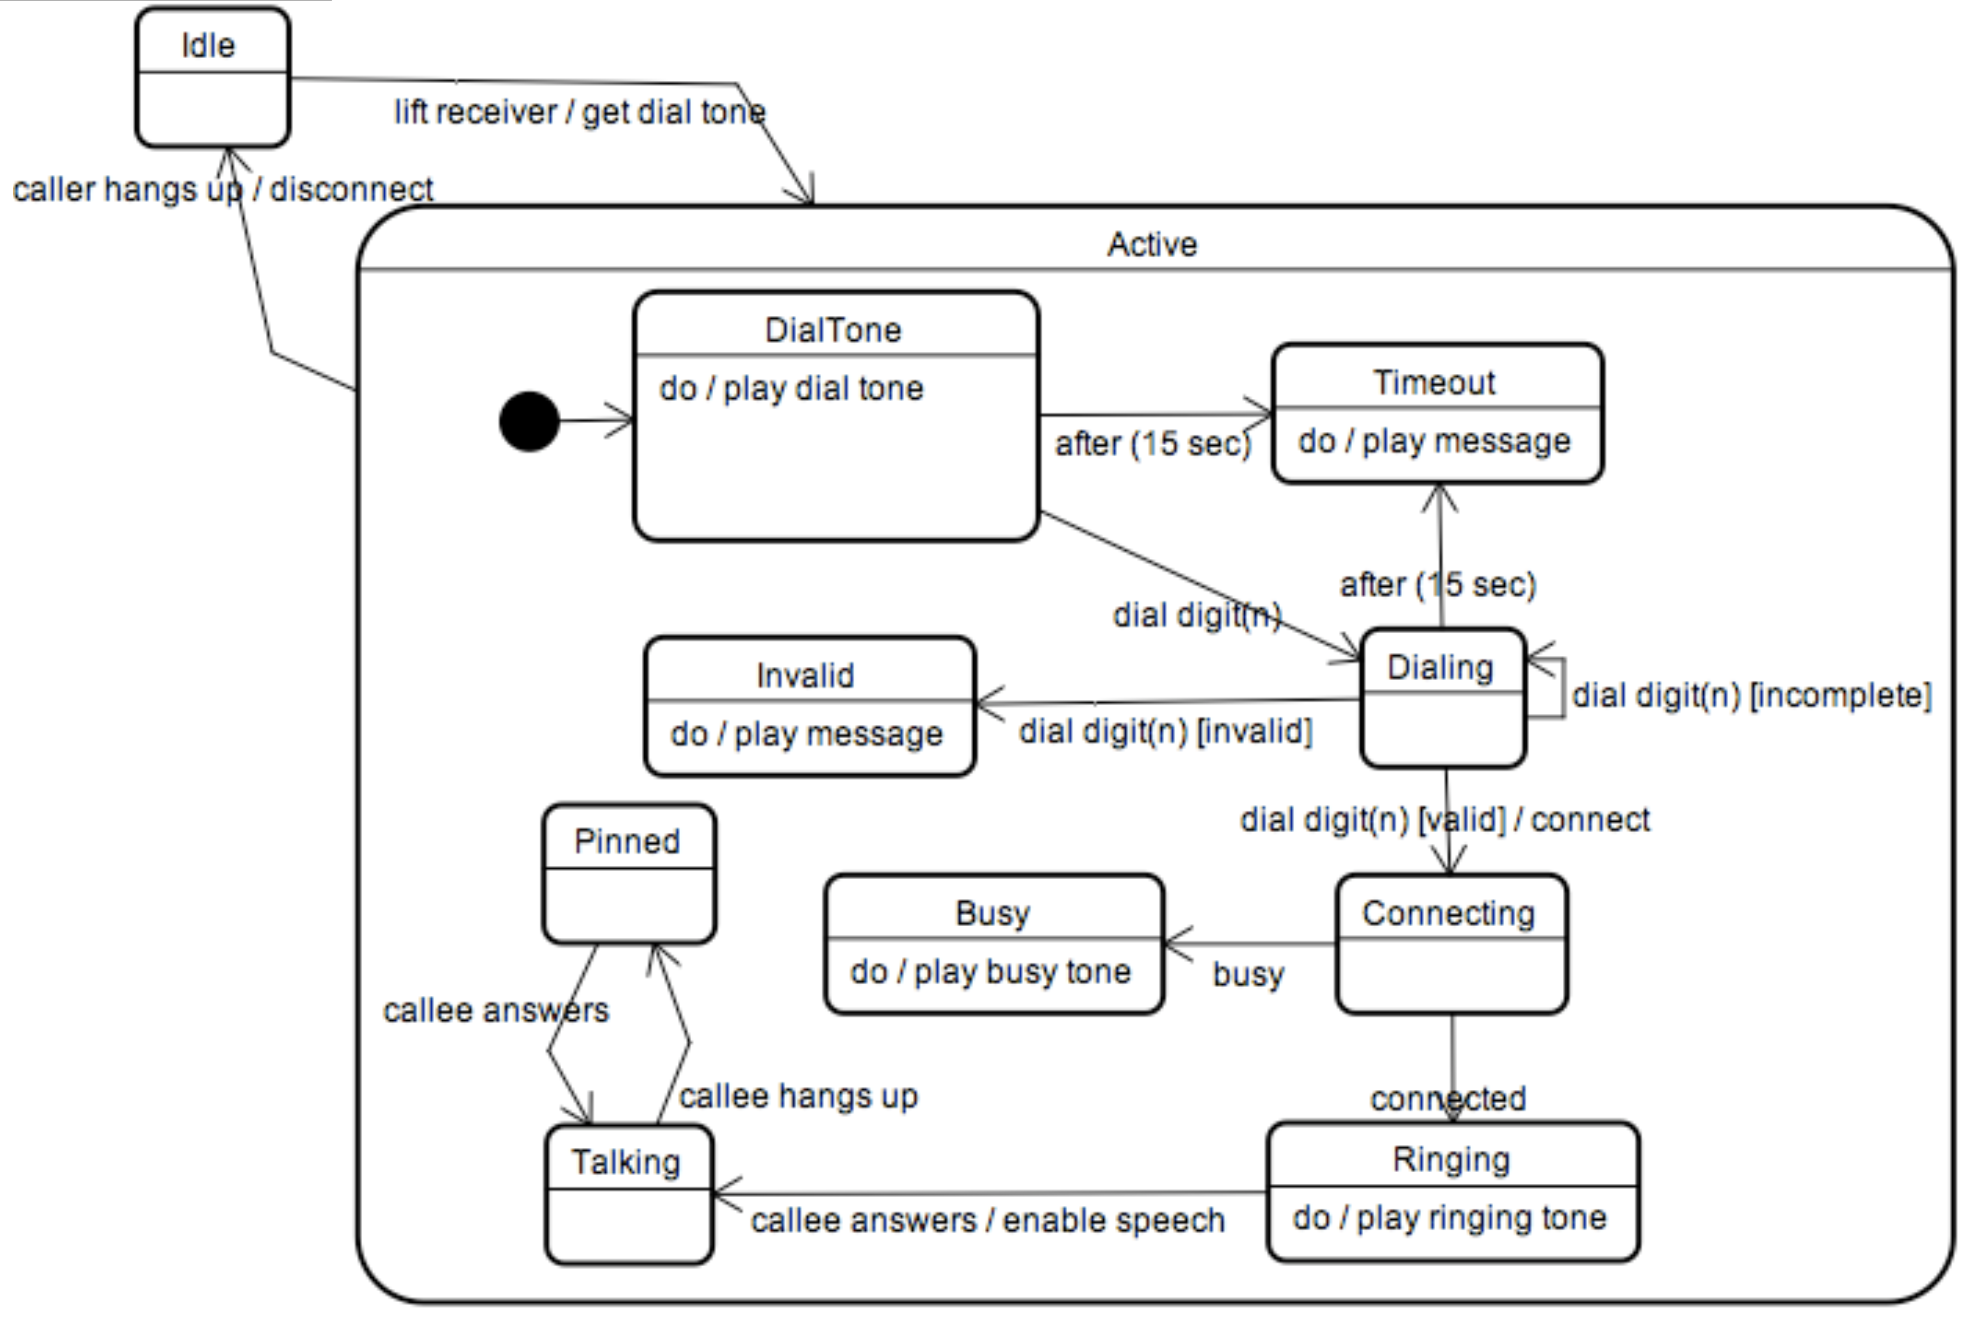 Idle
lift receiver / get dial tone
caller hangs up / disconnect
Active
DialTone
do / play dial tone
Timeout
do / play message
after (15 sec)
after (15 sec)
dial digit(n)
Dialing
dial digit(n) [incomplete]
Invalid
do / play message
dial digit(n) [invalid]
dial digit(n) [valid] / connect
Pinned
Busy
do / play busy tone
Connecting
busy
callee answers
callee hangs up
connected
Talking
Ringing
do / play ringing tone
callee answers / enable speech